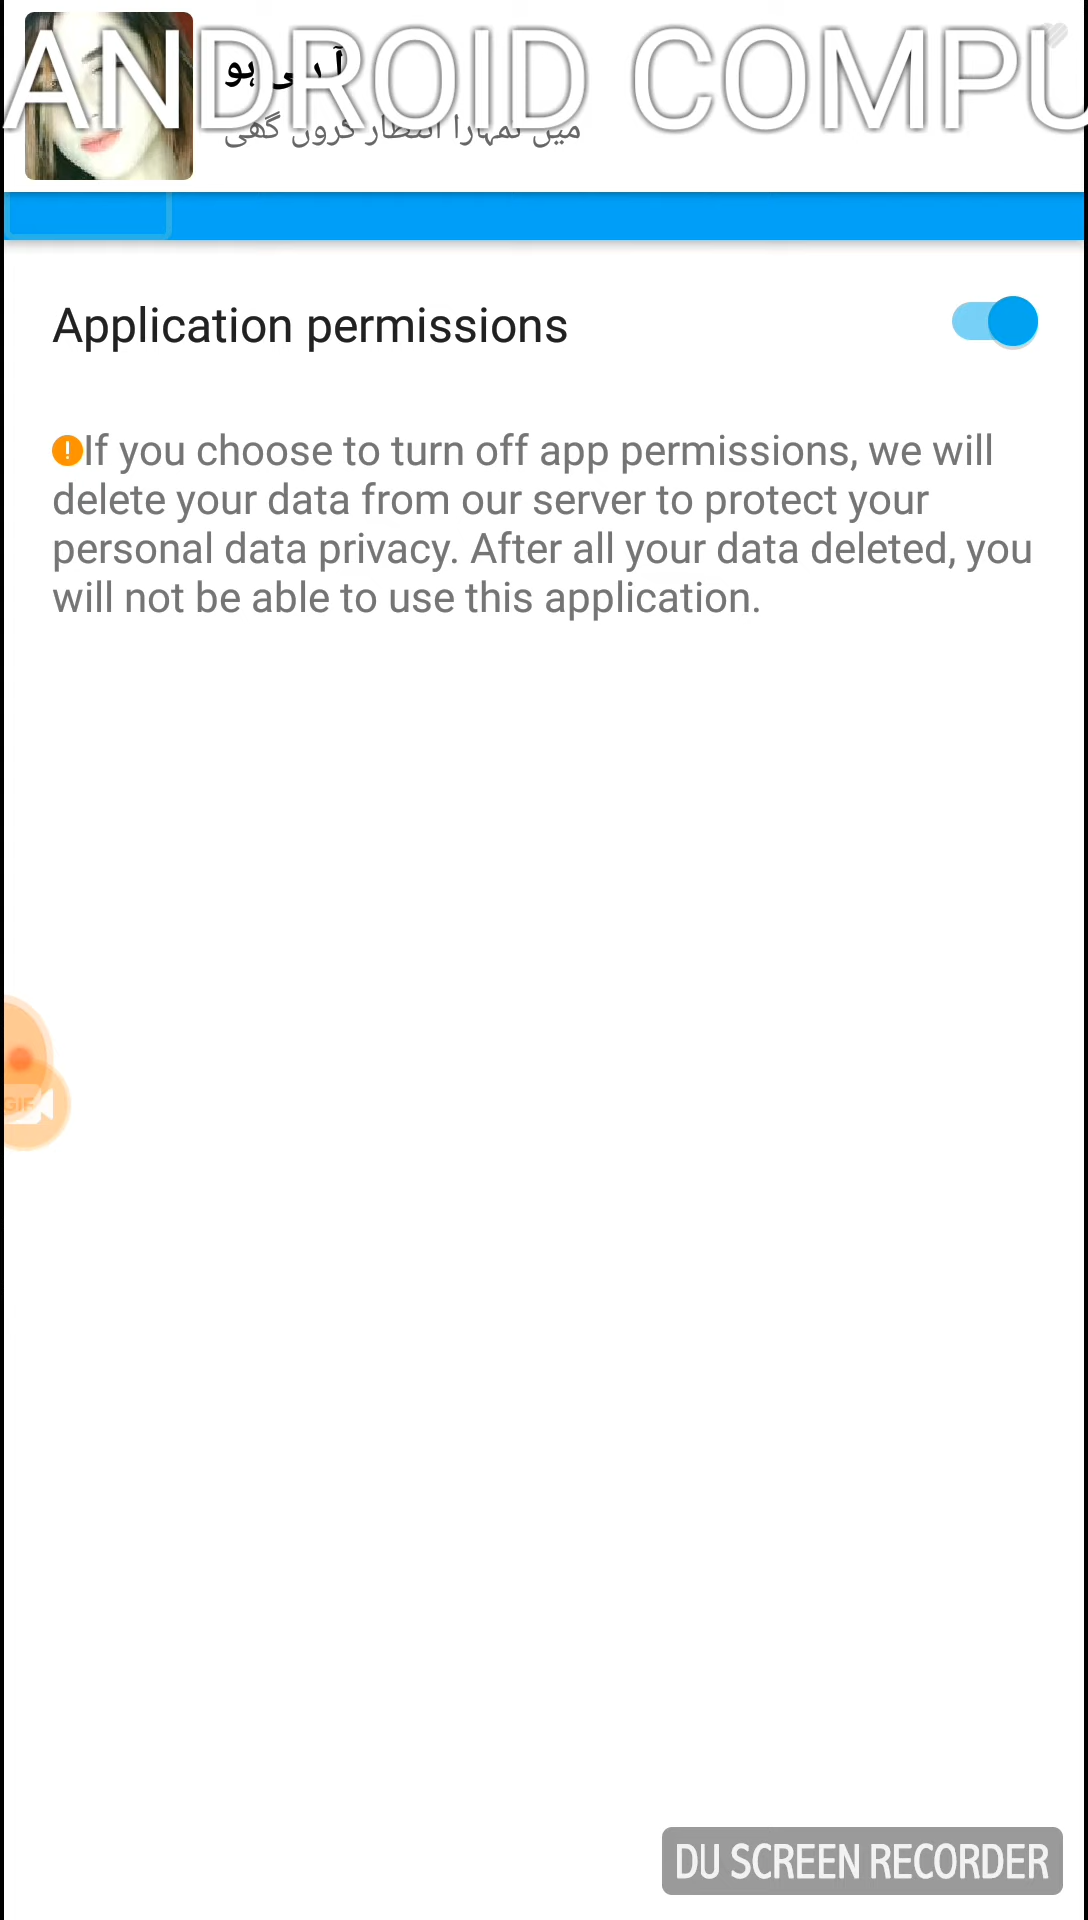 ANDROID COMPU
ہو
میں تمہارا انتظار کروں گھی
Application permissions
If you choose to turn off app permissions, we will
delete your data from our server to protect your
personal data privacy. After all your data deleted, you
will not be able to use this application.
GIF
DU SCREEN RECORDER